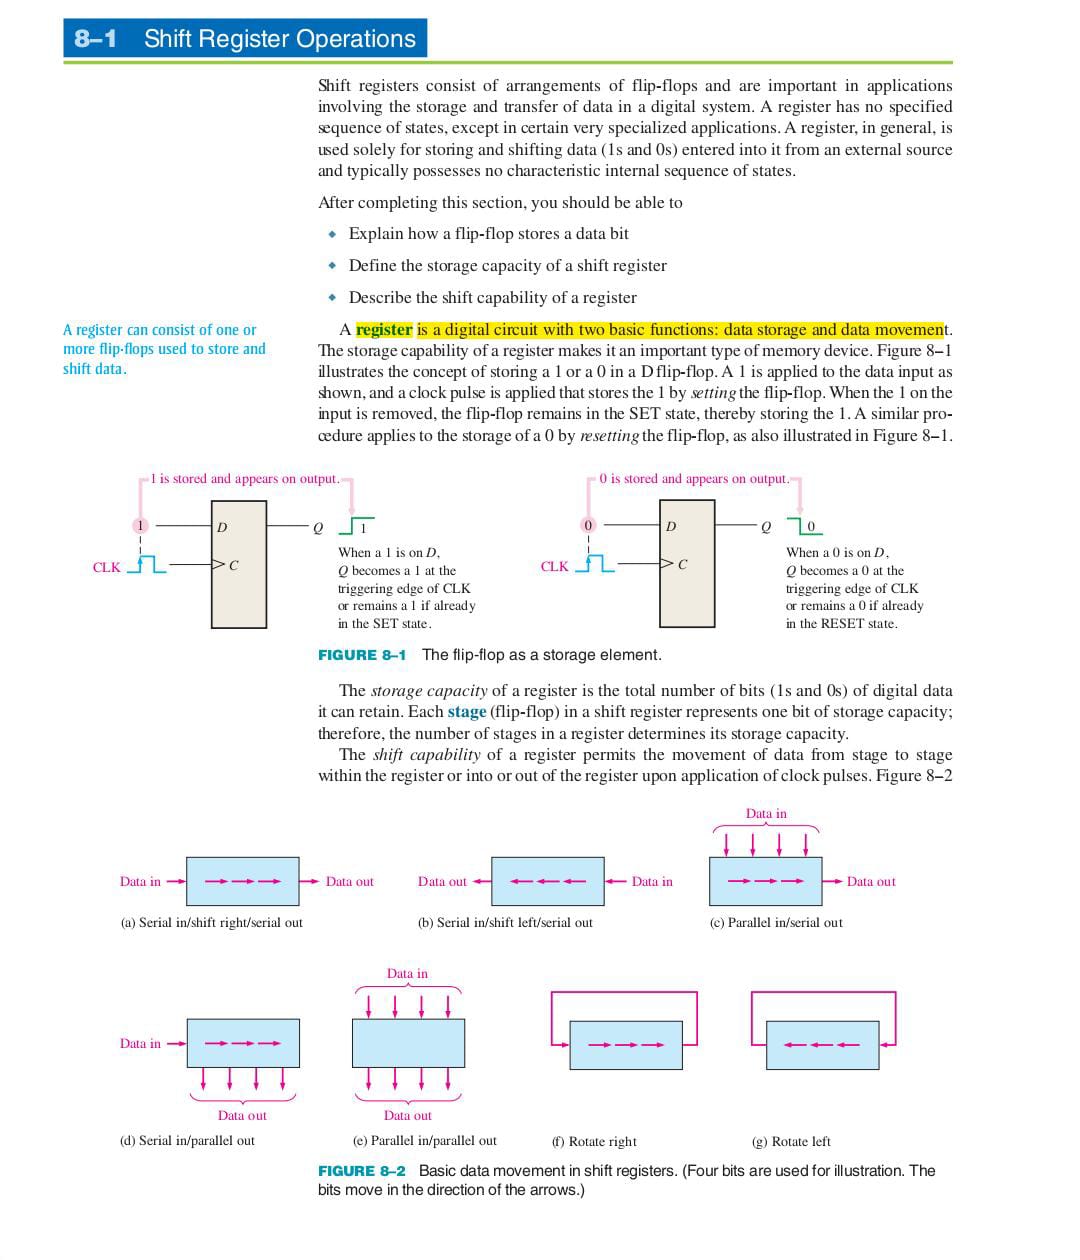 8–1 Shift Register Operations
Shift registers consist of arrangements of flip-flops and are important in applications
involving the storage and transfer of data in a digital system. A register has no specified
sequence of states, except in certain very specialized applications. A register, in general, is
used solely for storing and shifting data (1s and 0s) entered into it from an external source
and typically possesses no characteristic internal sequence of states.
After completing this section, you should be able to
◆ Explain how a flip-flop stores a data bit
◆ Define the storage capacity of a shift register
◆ Describe the shift capability of a register
A register can consist of one or
more flip-flops used to store and
shift data.
A register is a digital circuit with two basic functions: data storage and data movement.
The storage capability of a register makes it an important type of memory device. Figure 8–1
illustrates the concept of storing a 1 or a 0 in a D flip-flop. A 1 is applied to the data input as
shown, and a clock pulse is applied that stores the 1 by setting the flip-flop. When the 1 on the
input is removed, the flip-flop remains in the SET state, thereby storing the 1. A similar pro-
cedure applies to the storage of a 0 by resetting the flip-flop, as also illustrated in Figure 8–1.
1 is stored and appears on output.
1
D
Q
1
CLK
C
When a 1 is on D,
Q becomes a 1 at the
triggering edge of CLK
or remains a 1 if already
in the SET state.
0 is stored and appears on output.
0
D
Q
0
CLK
C
When a 0 is on D,
Q becomes a 0 at the
triggering edge of CLK
or remains a 0 if already
in the RESET state.
FIGURE 8–1 The flip-flop as a storage element.
The storage capacity of a register is the total number of bits (1s and 0s) of digital data
it can retain. Each stage (flip-flop) in a shift register represents one bit of storage capacity;
therefore, the number of stages in a register determines its storage capacity.
The shift capability of a register permits the movement of data from stage to stage
within the register or into or out of the register upon application of clock pulses. Figure 8–2
Data in
Data out
(a) Serial in/shift right/serial out
Data out
Data in
(b) Serial in/shift left/serial out
Data in
Data out
(c) Parallel in/serial out
Data in
Data out
(d) Serial in/parallel out
Data in
Data out
(e) Parallel in/parallel out
(f) Rotate right
(g) Rotate left
FIGURE 8–2 Basic data movement in shift registers. (Four bits are used for illustration. The
bits move in the direction of the arrows.)